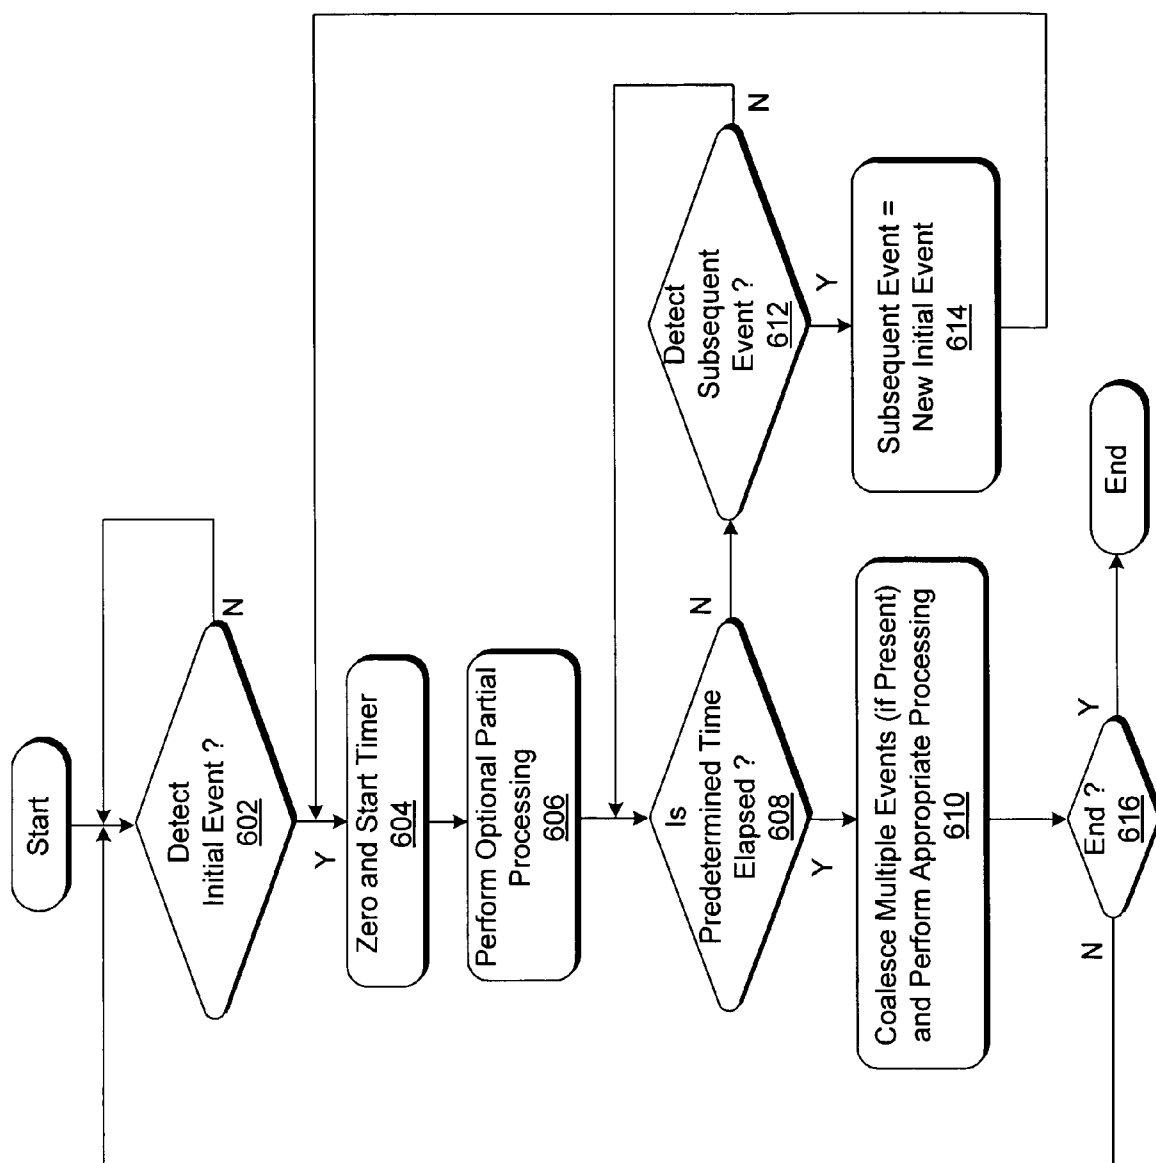 Start
Detect
Initial Event ?
602
N
Y
Zero and Start Timer
604
Perform Optional Partial
Processing
606
Is
Predetermined Time
Elapsed ?
608
N
Y
Detect
Subsequent
Event ?
612
N
Y
Subsequent Event =
New Initial Event
614
Coalesce Multiple Events (if Present)
and Perform Appropriate Processing
610
End ?
616
N
Y
End